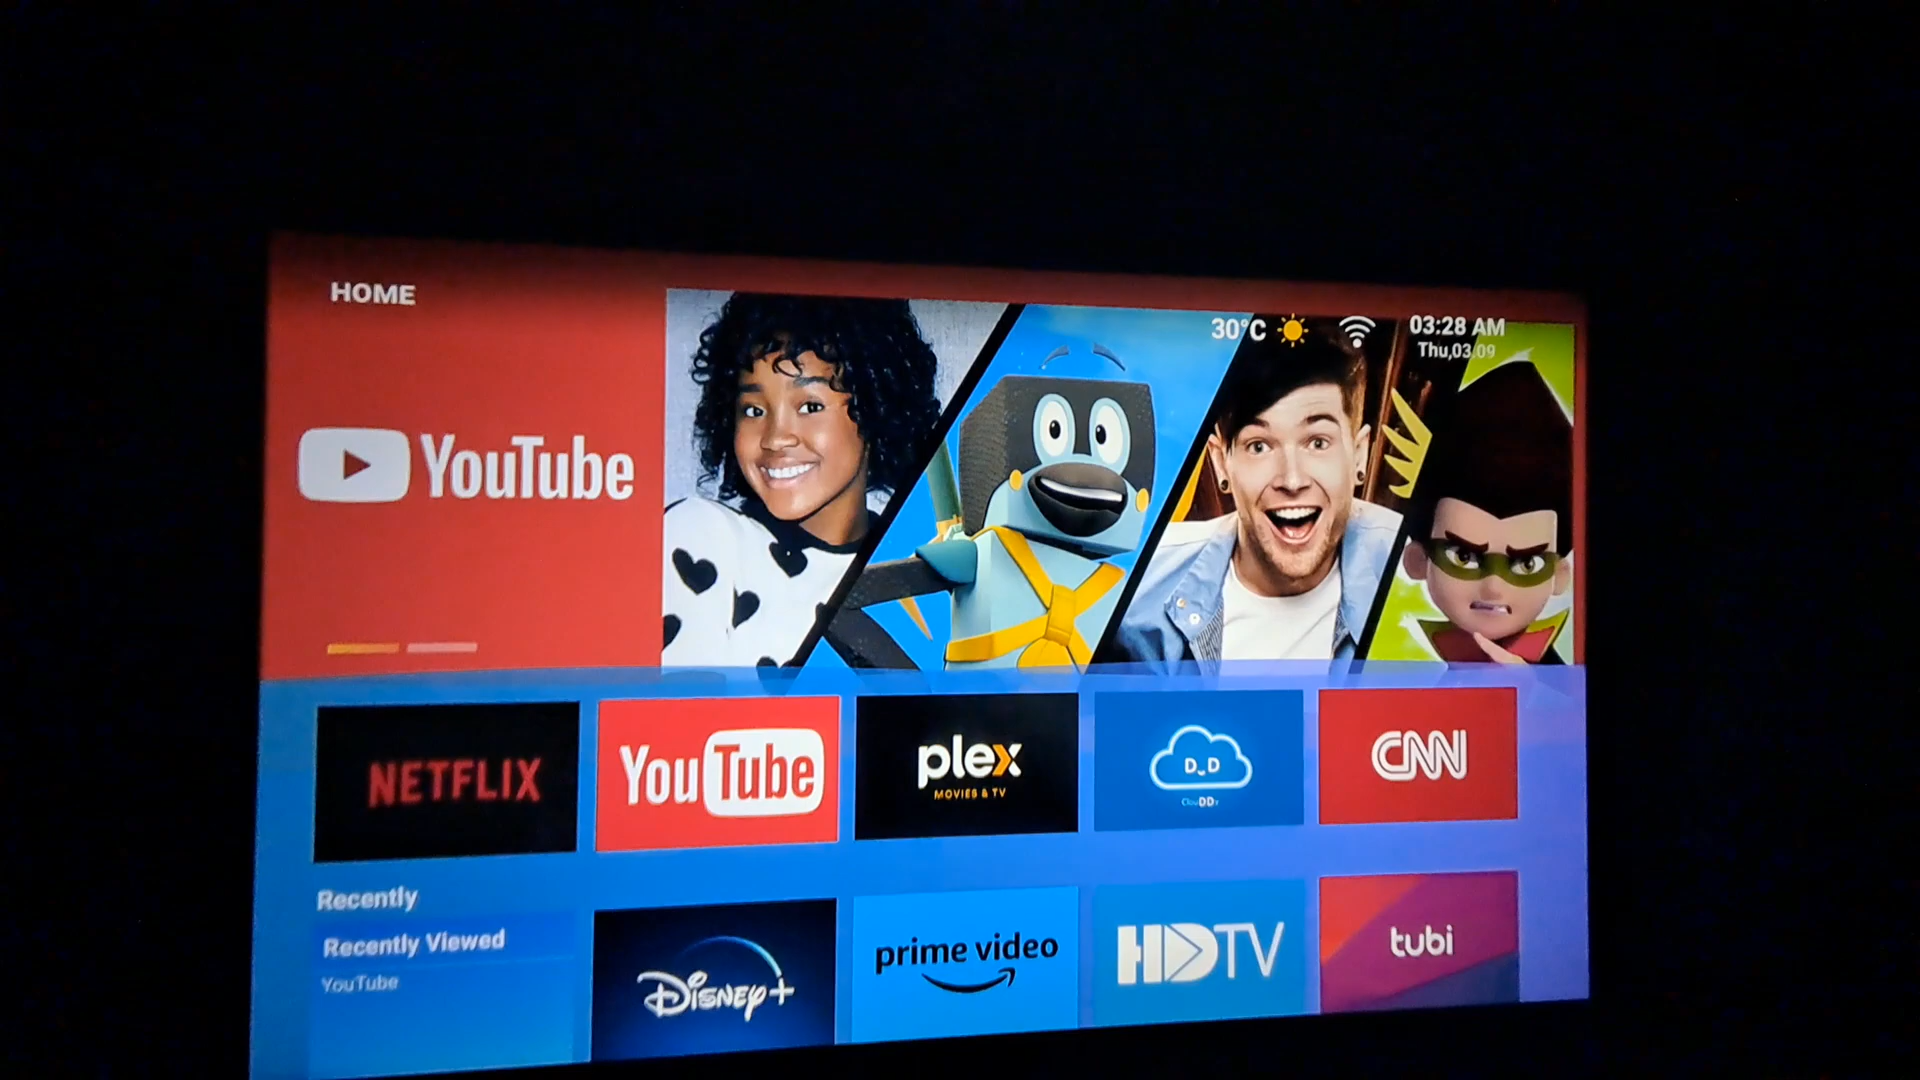 HOME
30°C
03:28 AM
Thu,03,09
YouTube
NETFLIX
YouTube
plex
MOVIES & TV
D_D
ClouDDr
CNN
Recently
Recently Viewed
YouTube
Disney+
prime video
HDTV
tubi